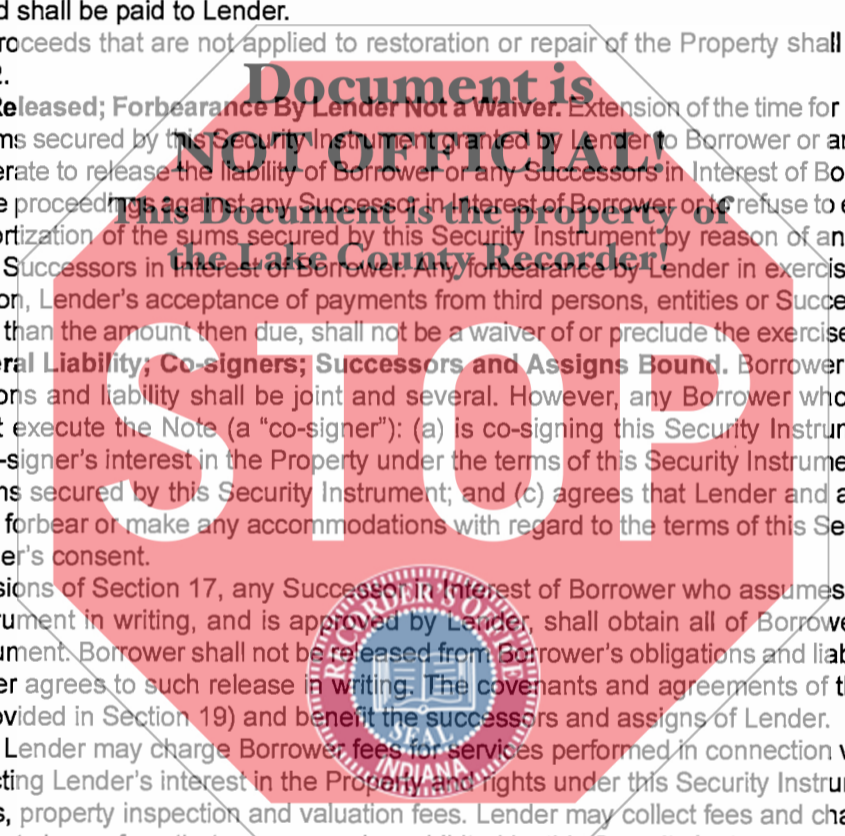 d shall be paid to Lender.
roceeds that are not applied to restoration or repair of the Property shall
2.
Released; Forbearance By Lender Not a Waiver. Extension of the time for
ms secured by this Security Instrument granted by Lender to Borrower or an
erate to release the liability of Borrower or any Successors in Interest of Bo
e proceedings against any Successor in Interest of Borrower or to refuse to e
ortization of the sums secured by this Security Instrument by reason of an
Successors in Interest of Borrower. Any forbearance by Lender in exercis
on, Lender's acceptance of payments from third persons, entities or Succe
than the amount then due, shall not be a waiver of or preclude the exercise
eral Liability; Co-signers; Successors and Assigns Bound. Borrower
ons and liability shall be joint and several. However, any Borrower who
t execute the Note (a “co-signer”): (a) is co-signing this Security Instrum
-signer's interest in the Property under the terms of this Security Instrume
ms secured by this Security Instrument; and (c) agrees that Lender and a
forbear or make any accommodations with regard to the terms of this Se
er's consent.
sions of Section 17, any Successor in Interest of Borrower who assumes
rument in writing, and is approved by Lender, shall obtain all of Borrowe
ument. Borrower shall not be released from Borrower's obligations and liab
er agrees to such release in writing. The covenants and agreements of t
ovided in Section 19) and benefit the successors and assigns of Lender.
Lender may charge Borrower fees for services performed in connection w
cting Lender's interest in the Property and rights under this Security Instrum
s, property inspection and valuation fees. Lender may collect fees and cha
Document is
NOT OFFICIAL!
This Document is the property of
the Lake County Recorder!
STOP
RECORDER'S OFFICE
SEAL
INDIANA